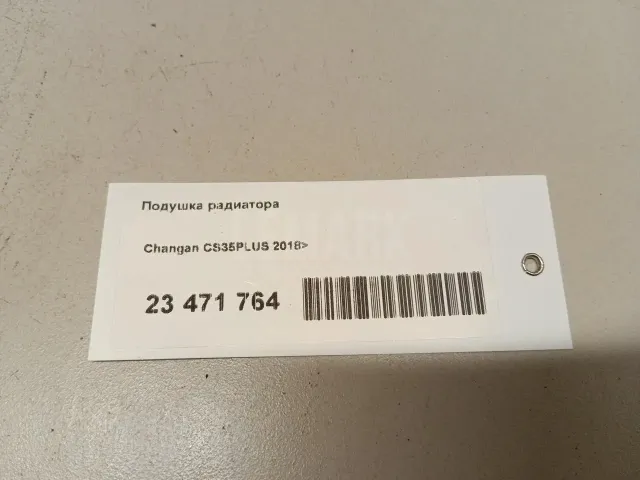 Подушка радиатора
Changan CS35PLUS 2018>
23 471 764